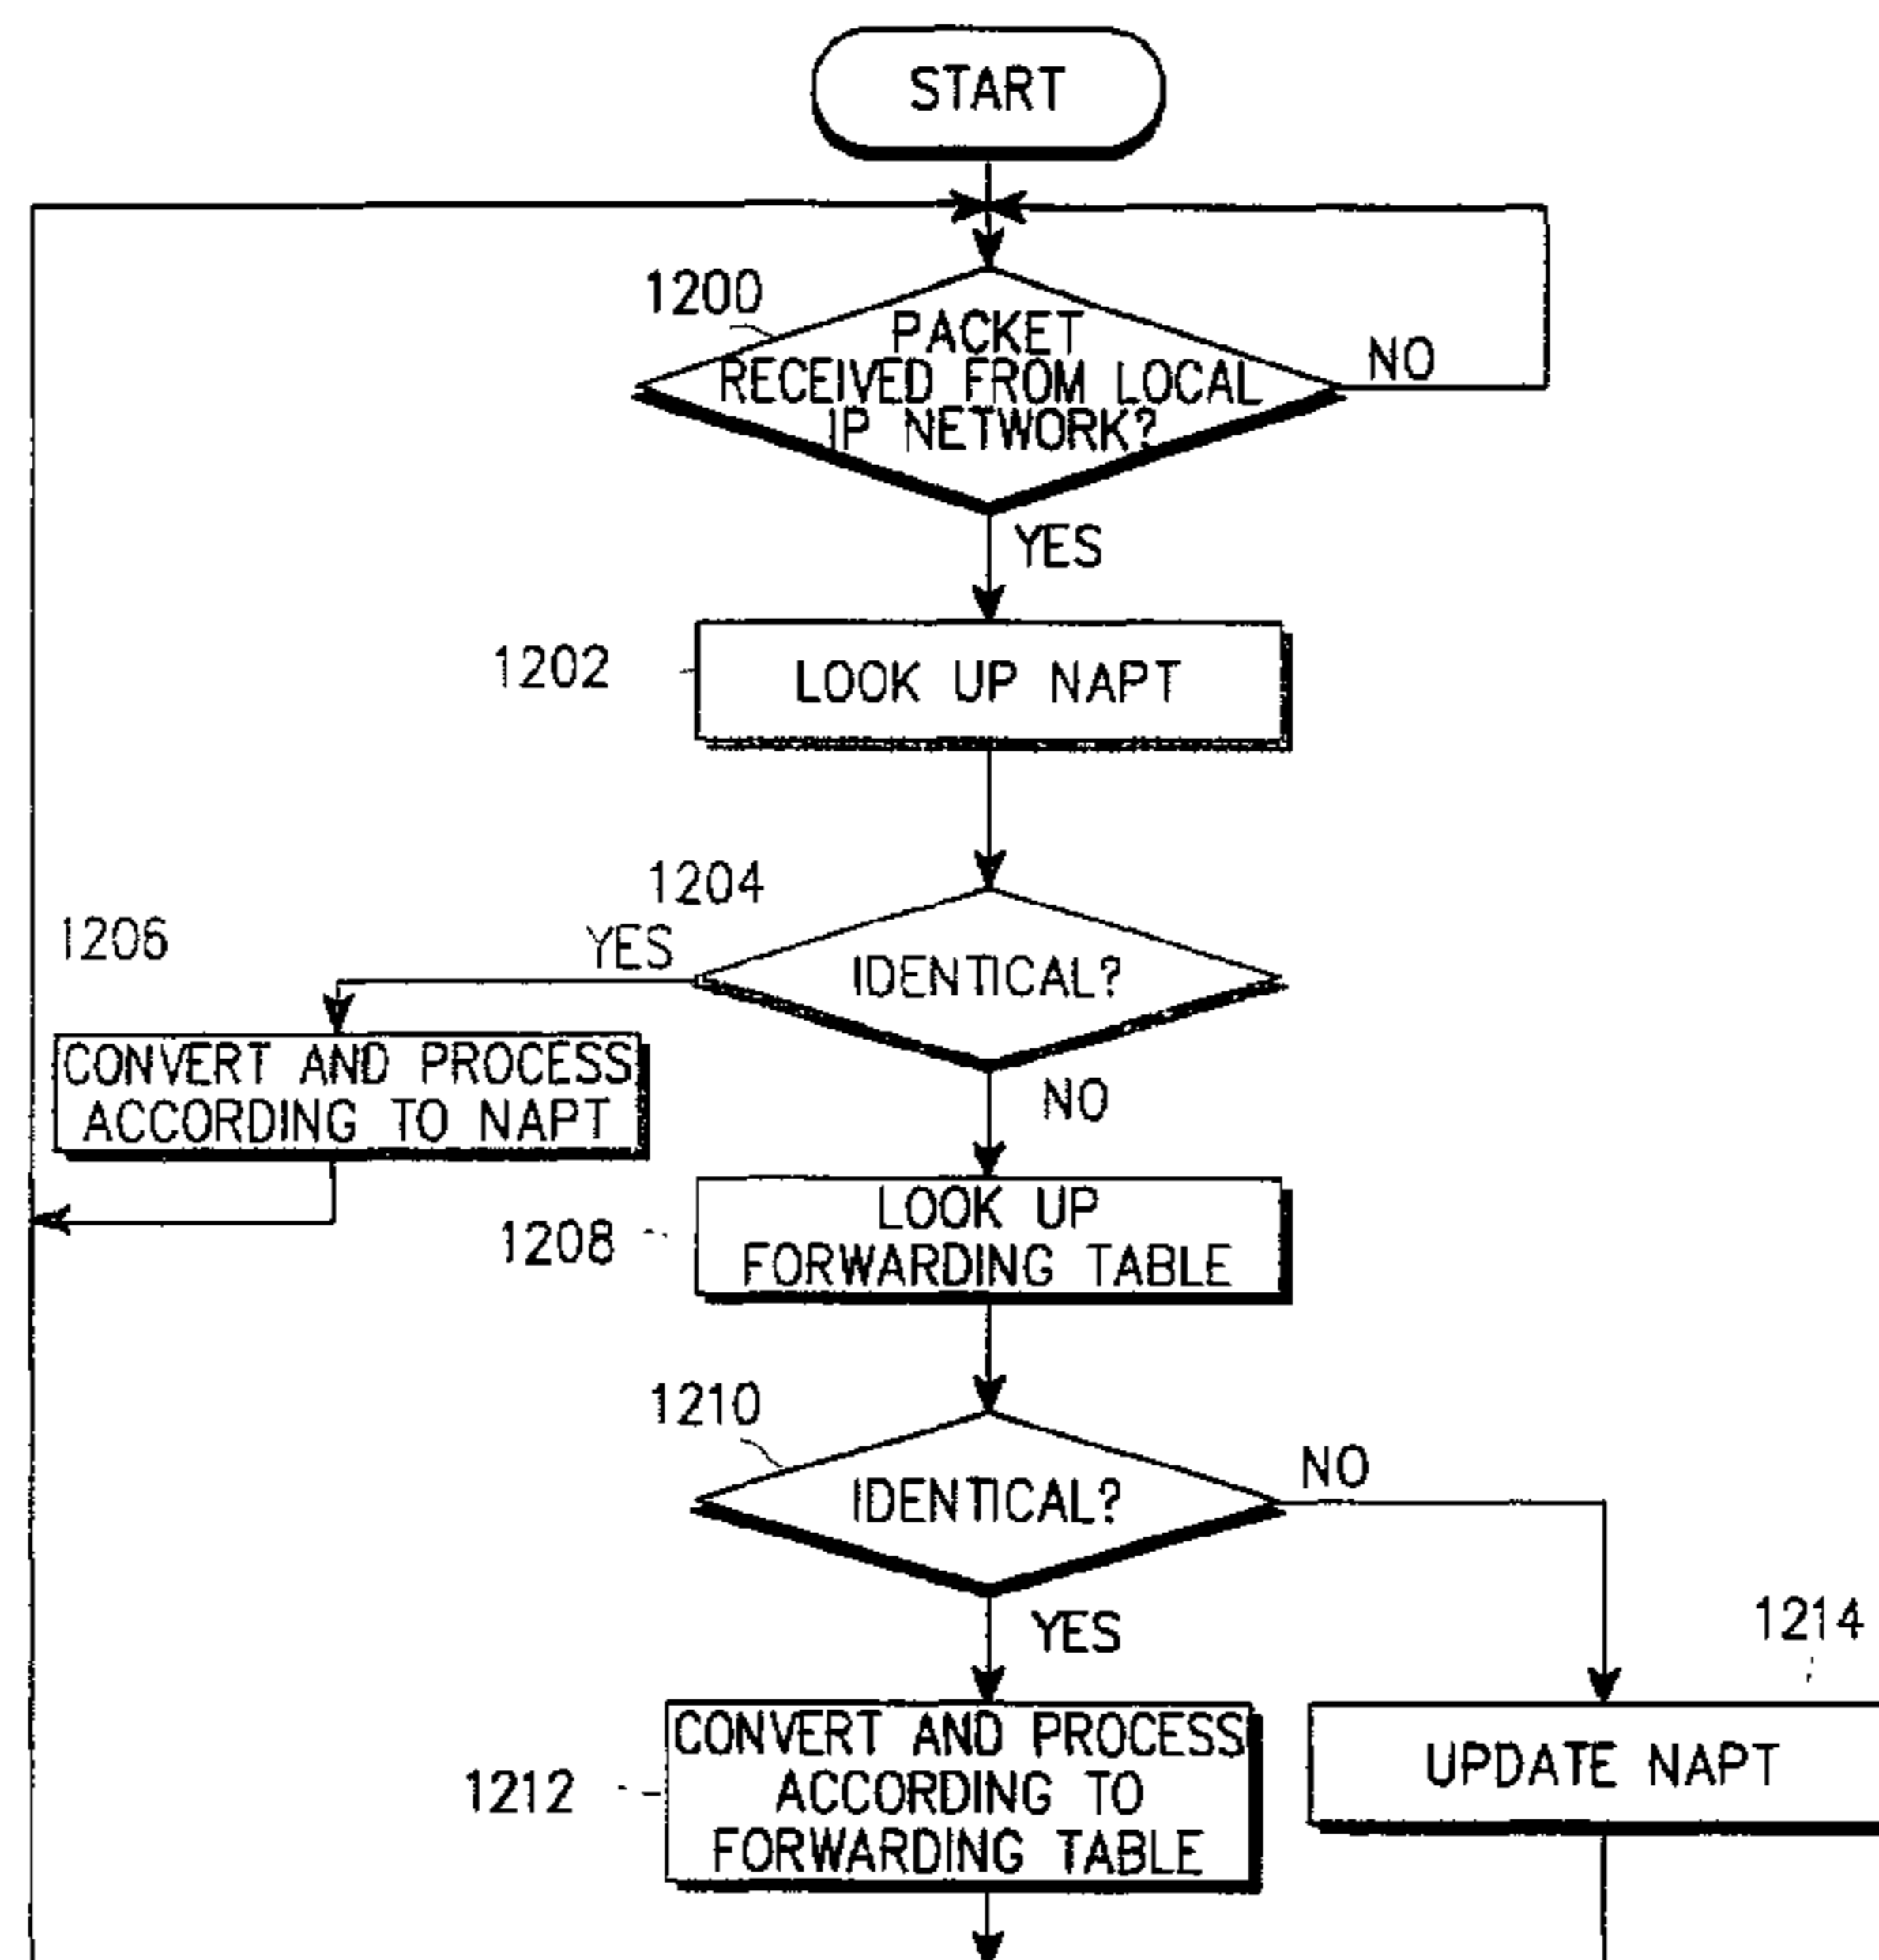 START
1200
PACKET
RECEIVED FROM LOCAL
IP NETWORK?
NO
YES
1202
LOOK UP NAPT
1204
1206
YES
IDENTICAL?
CONVERT AND PROCESS
ACCORDING TO NAPT
NO
1208
LOOK UP
FORWARDING TABLE
1210
IDENTICAL?
NO
YES
1214
1212
CONVERT AND PROCESS
ACCORDING TO
FORWARDING TABLE
UPDATE NAPT